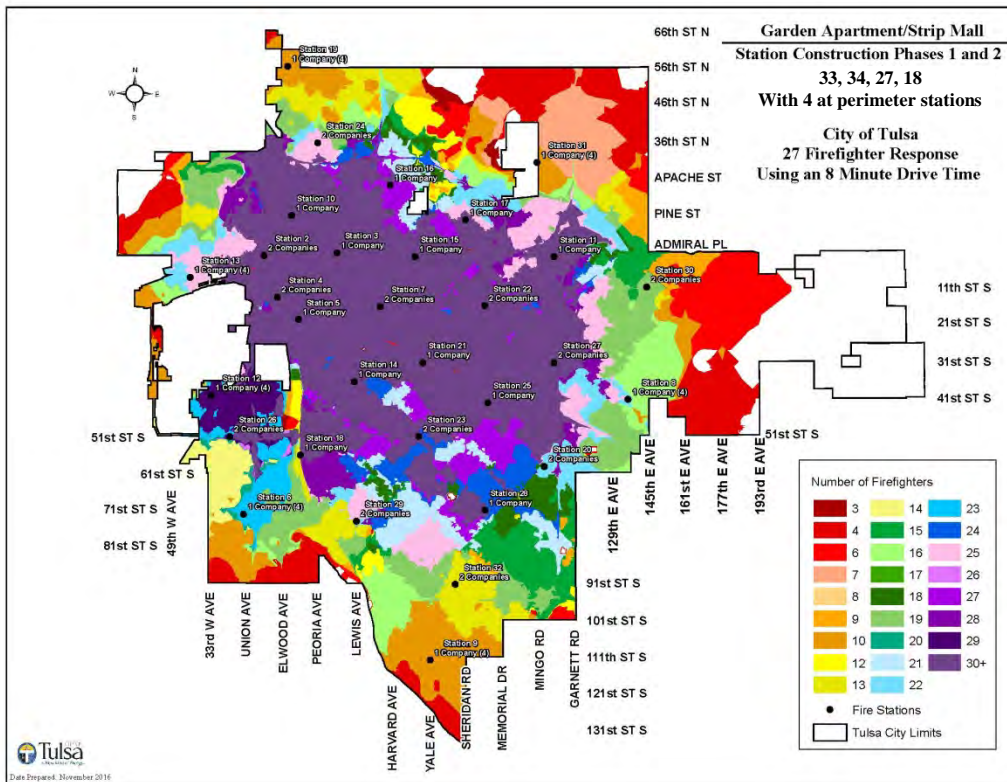 Garden Apartment/Strip Mall
Station Construction Phases 1 and 2
33, 34, 27, 18
With 4 at perimeter stations
City of Tulsa
27 Firefighter Response
Using an 8 Minute Drive Time
N
W
E
S
66th ST N
56th ST N
46th ST N
36th ST N
APACHE ST
PINE ST
ADMIRAL PL
11th ST S
21st ST S
31st ST S
41st ST S
51st ST S
Station 19
1 Company (4)
Station 24
2 Companies
Station 31
1 Company (4)
Station 16
1 Company
Station 17
1 Company
Station 10
1 Company
Station 2
2 Companies
Station 3
1 Company
Station 15
1 Company
Station 11
1 Company
Station 13
1 Company (4)
Station 30
2 Companies
Station 4
2 Companies
Station 5
1 Company
Station 7
2 Companies
Station 22
2 Companies
Station 21
1 Company
Station 27
2 Companies
Station 14
1 Company
Station 12
1 Company (4)
Station 25
1 Company
Station 8
1 Company (4)
Station 26
2 Companies
Station 23
2 Companies
Station 18
1 Company
Station 20
2 Companies
Station 6
1 Company (4)
Station 29
2 Companies
Station 28
1 Company
Station 32
2 Companies
Station 9
1 Company (4)
51st ST S
61st ST S
71st ST S
81st ST S
49th W AVE
33rd W AVE
UNION AVE
ELWOOD AVE
PEORIA AVE
LEWIS AVE
HARVARD AVE
YALE AVE
SHERIDAN RD
MEMORIAL DR
MINGO RD
GARNETT RD
129th E AVE
145th E AVE
161st E AVE
177th E AVE
193rd E AVE
91st ST S
101st ST S
111th ST S
121st ST S
131st ST S
Number of Firefighters
3
4
6
7
8
9
10
12
13
14
15
16
17
18
19
20
21
22
23
24
25
26
27
28
29
30+
Fire Stations
Tulsa City Limits
Tulsa
Date Prepared: November 2016